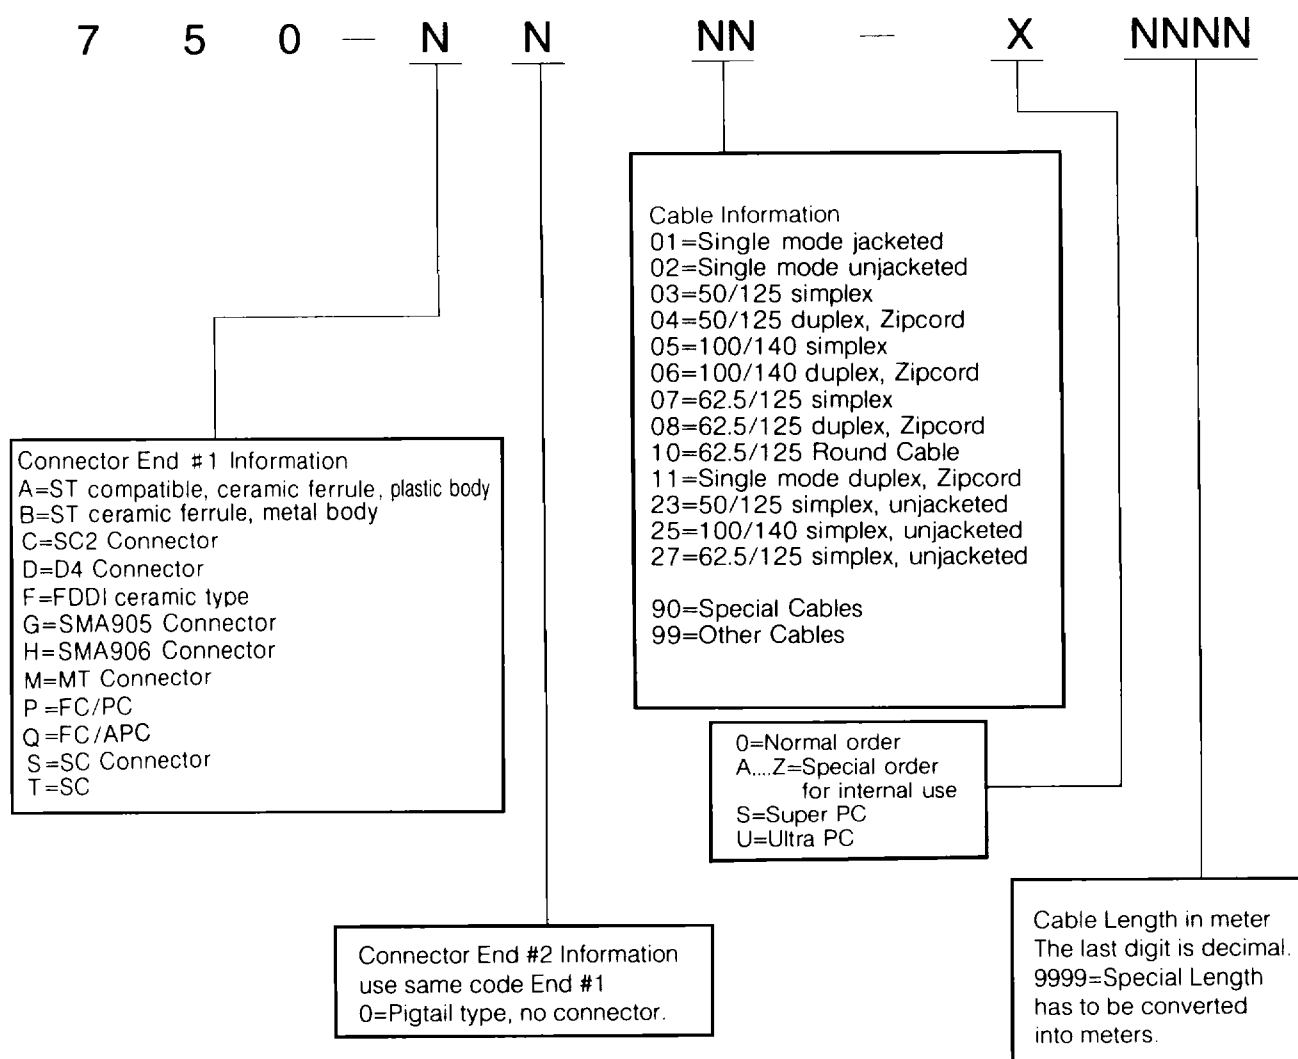 7 5 0 — N N NN — X NNNN
Cable Information
01=Single mode jacketed
02=Single mode unjacketed
03=50/125 simplex
04=50/125 duplex, Zipcord
05=100/140 simplex
06=100/140 duplex, Zipcord
07=62.5/125 simplex
08=62.5/125 duplex, Zipcord
10=62.5/125 Round Cable
11=Single mode duplex, Zipcord
23=50/125 simplex, unjacketed
25=100/140 simplex, unjacketed
27=62.5/125 simplex, unjacketed
90=Special Cables
99=Other Cables
Connector End #1 Information
A=ST compatible, ceramic ferrule, plastic body
B=ST ceramic ferrule, metal body
C=SC2 Connector
D=D4 Connector
F=FDDI ceramic type
G=SMA905 Connector
H=SMA906 Connector
M=MT Connector
P=FC/PC
Q=FC/APC
S=SC Connector
T=SC
0=Normal order
A....Z=Special order
for internal use
S=Super PC
U=Ultra PC
Connector End #2 Information
use same code End #1
0=Pigtail type, no connector.
Cable Length in meter
The last digit is decimal.
9999=Special Length
has to be converted
into meters.